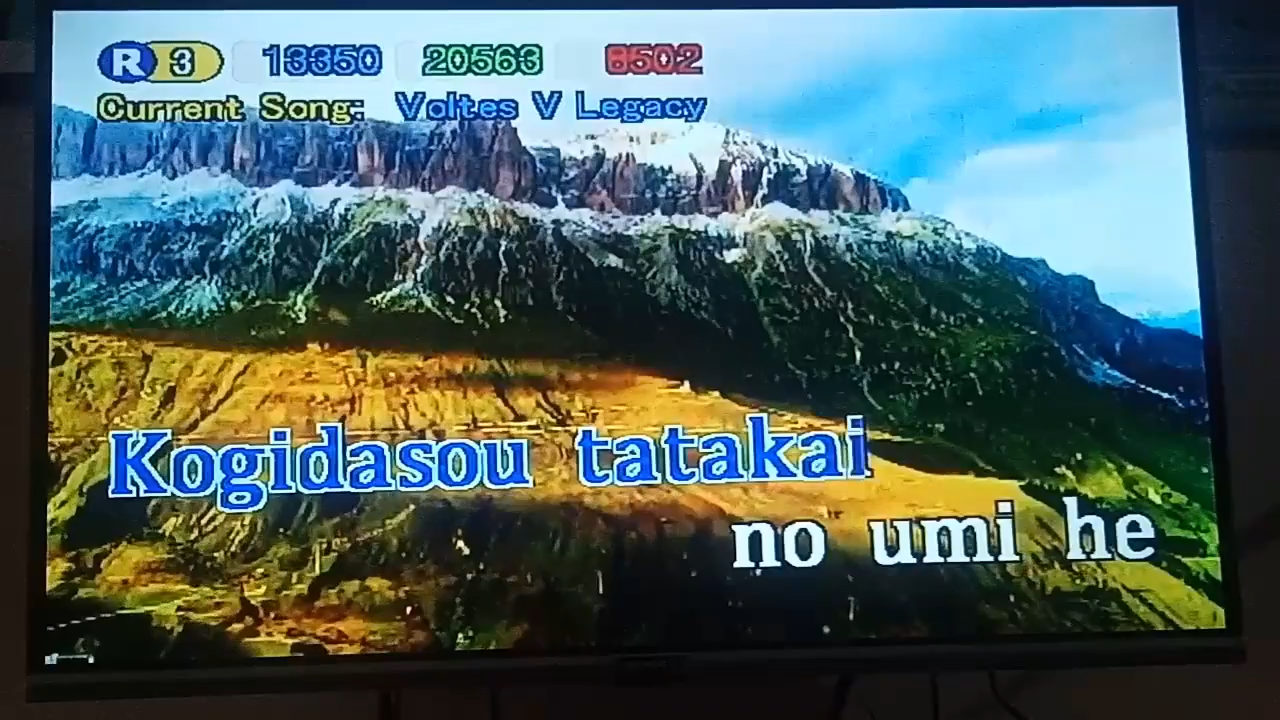 R 3 13350 20563 8502
Current Song: Voltes V Legacy
Kogidasou tatakai
no umi he